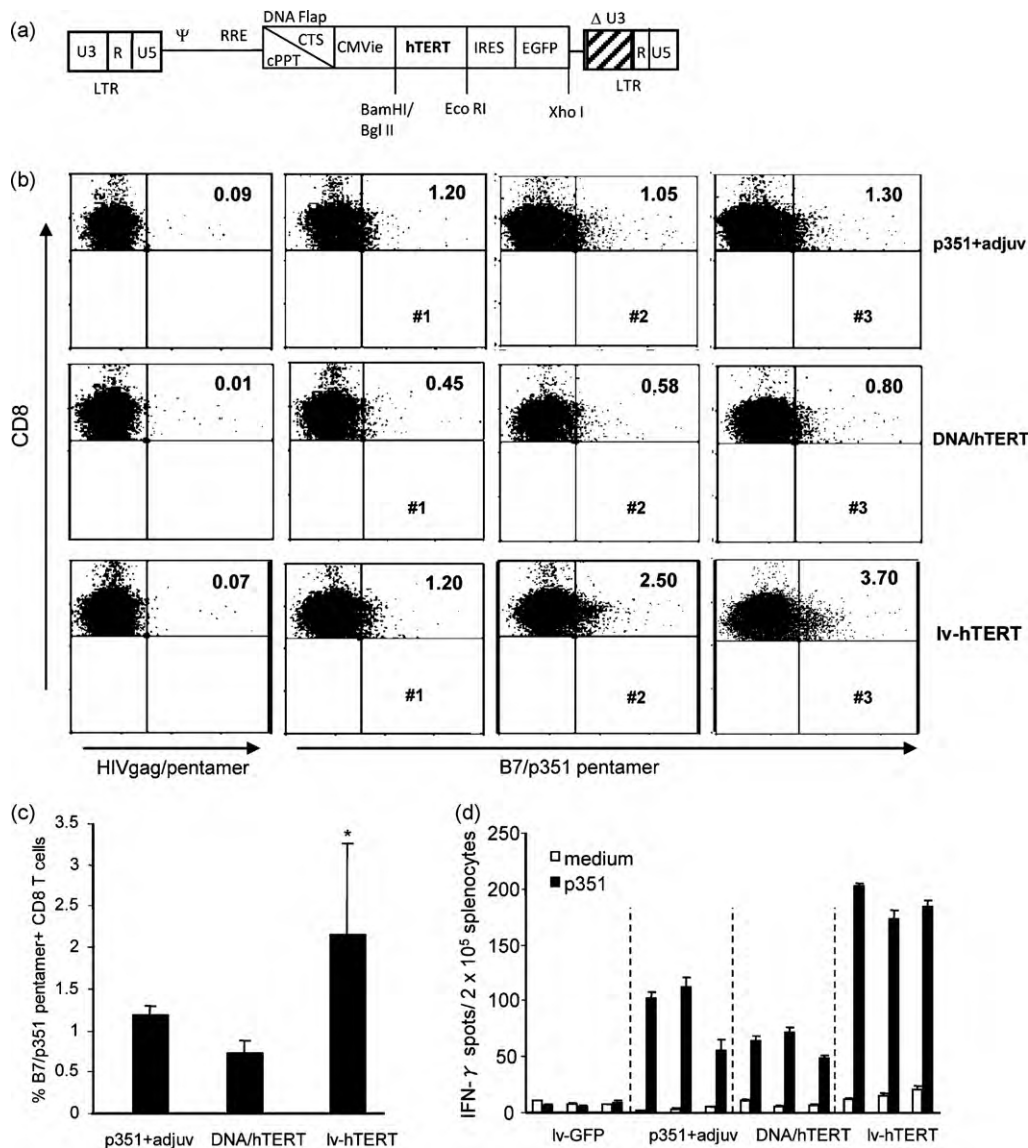 (a)
DNA Flap
Δ U3
Ψ RRE
U3 R U5
CTS
cPPT
CMVie hTERT IRES EGFP
R U5
LTR
LTR
BamHI/
Bgl II
Eco RI
Xho I
(b)
CD8
0.09 1.20 1.05 1.30
#1 #2 #3
p351+adjuv
0.01 0.45 0.58 0.80
#1 #2 #3
DNA/hTERT
0.07 1.20 2.50 3.70
#1 #2 #3
lv-hTERT
HIVgag/pentamer
B7/p351 pentamer
(c)
% B7/p351 pentamer+ CD8 T cells
3.5
3
2.5
2
1.5
1
0.5
0
*
p351+adjuv DNA/hTERT lv-hTERT
(d)
IFN-γ spots/ 2 x 10⁵ splenocytes
250
200
150
100
50
0
medium
p351
lv-GFP p351+adjuv DNA/hTERT lv-hTERT